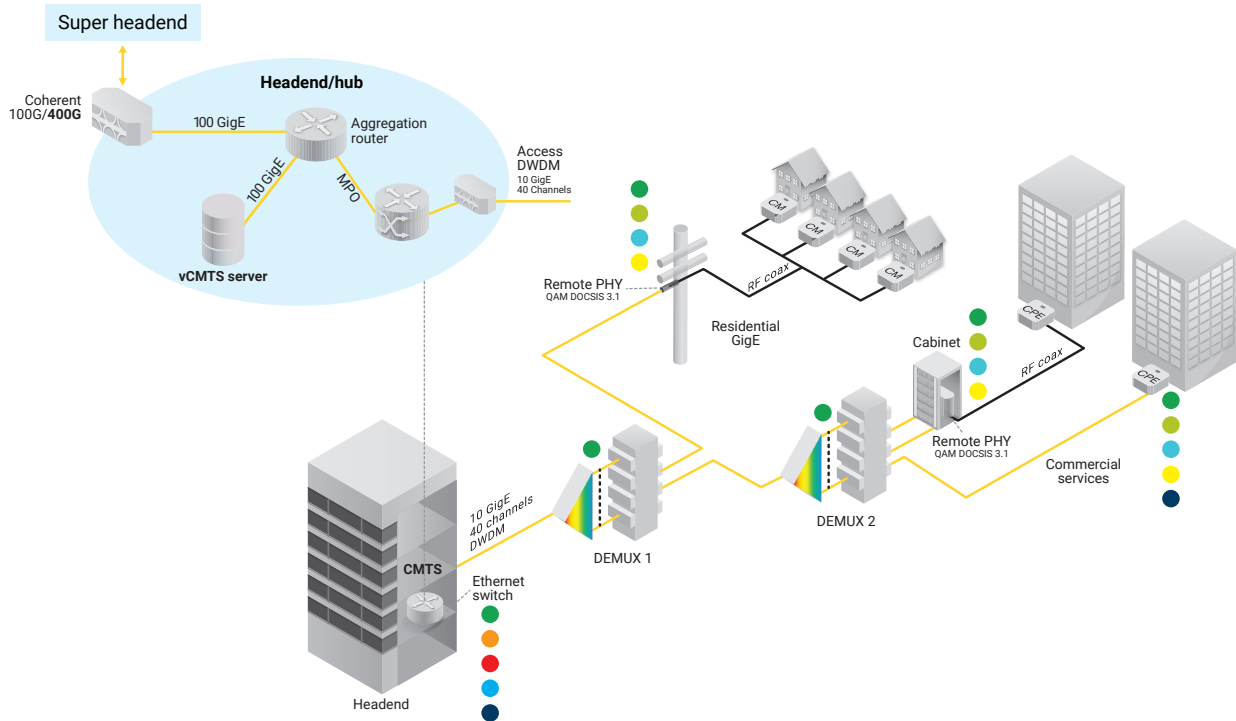 Super headend
Headend/hub
Coherent
100G/400G
100 GigE
Aggregation
router
100 GigE
MPO
Access
DWDM
10 GigE
40 Channels
vCMTS server
CM
CM
CM
CM
RF coax
Remote PHY
QAM DOCSIS 3.1
Residential
GigE
CPE
Cabinet
RF coax
CPE
Remote PHY
QAM DOCSIS 3.1
Commercial
services
DEMUX 2
10 GigE
40 channels
DWDM
DEMUX 1
CMTS
Ethernet
switch
Headend